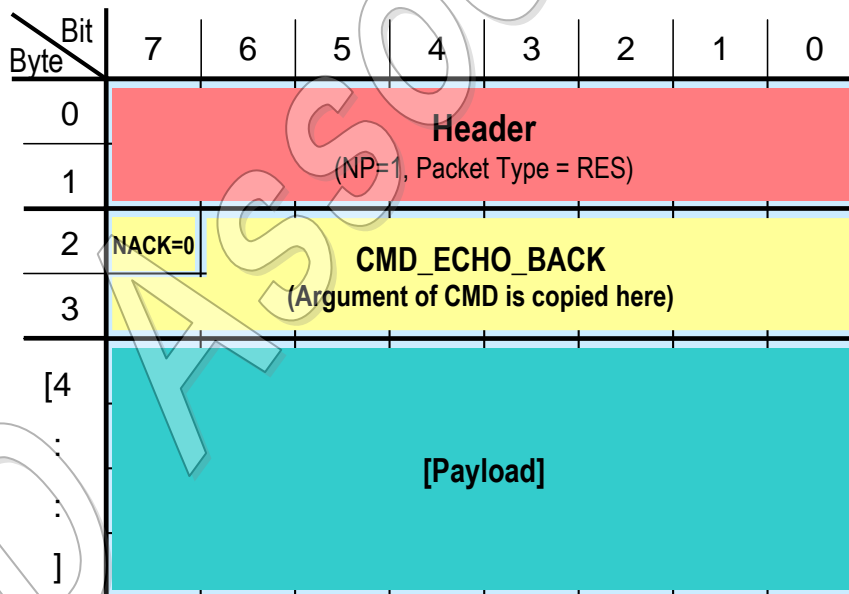 Bit
Byte 7 6 5 4 3 2 1 0
0
Header
1 (NP=1, Packet Type = RES)
2 NACK=0 CMD_ECHO_BACK
3 (Argument of CMD is copied here)
[4
:
[Payload]
:
]